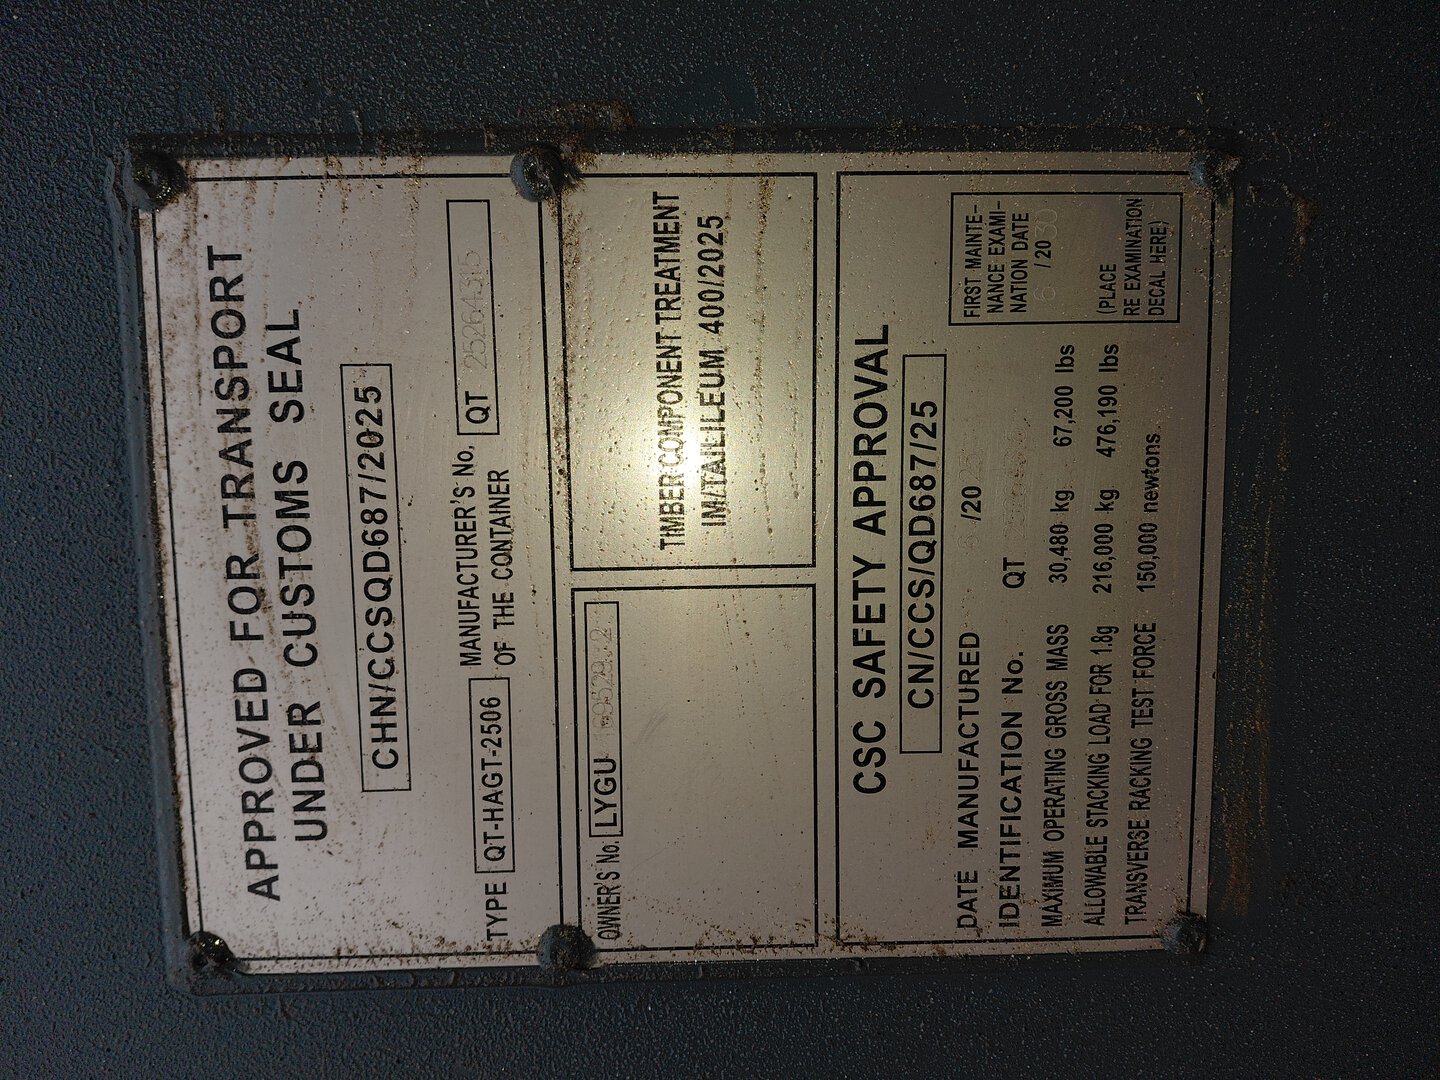 APPROVED FOR TRANSPORT
UNDER CUSTOMS SEAL
CHN/CCSQD687/2025
TYPE QT-HAGT-2506 MANUFACTURER'S No. OF THE CONTAINER QT
OWNER'S No. LYGU
TIMBER COMPONENT TREATMENT
IM/TAILILEUM 400/2025
CSC SAFETY APPROVAL
CN/CCS/QD687/25
DATE MANUFACTURED /20
IDENTIFICATION No. QT
MAXIMUM OPERATING GROSS MASS 30,480 kg 67,200 lbs
ALLOWABLE STACKING LOAD FOR 1.8g 216,000 kg 476,190 lbs
TRANSVERSE RACKING TEST FORCE 150,000 newtons
FIRST MAINTE-
NANCE EXAMI-
NATION DATE
6 /2030
(PLACE
RE EXAMINATION
DECAL HERE)